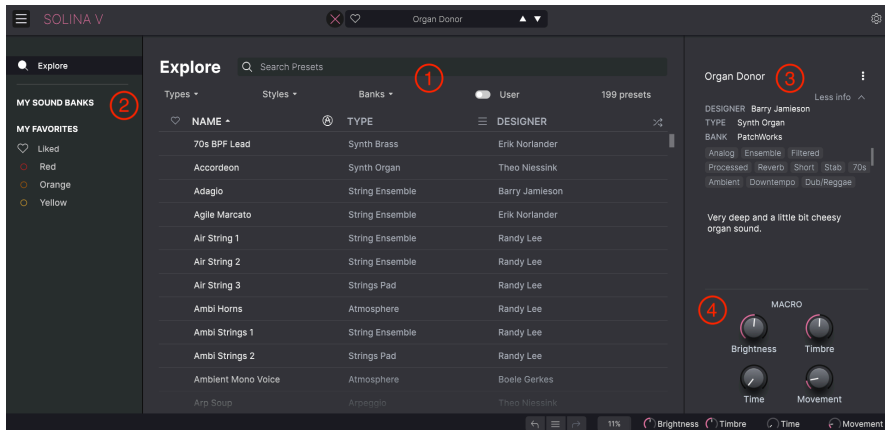 SOLINA V
Organ Donor
Explore
MY SOUND BANKS
2
MY FAVORITES
Liked
Red
Orange
Yellow
Explore
Search Presets
1
Types
Styles
Banks
User
199 presets
NAME
TYPE
DESIGNER
70s BPF Lead Synth Brass Erik Norlander
Accordeon Synth Organ Theo Niessink
Adagio String Ensemble Barry Jamieson
Agile Marcato String Ensemble Erik Norlander
Air String 1 String Ensemble Randy Lee
Air String 2 String Ensemble Randy Lee
Air String 3 Strings Pad Randy Lee
Ambi Horns Atmosphere Randy Lee
Ambi Strings 1 String Ensemble Randy Lee
Ambi Strings 2 Strings Pad Randy Lee
Ambient Mono Voice Atmosphere Boele Gerkes
Arp Soup Arpeggio Theo Niessink
Organ Donor
3
Less info
DESIGNER Barry Jamieson
TYPE Synth Organ
BANK PatchWorks
Analog Ensemble Filtered
Processed Reverb Short Stab 70s
Ambient Downtempo Dub/Reggae
Very deep and a little bit cheesy
organ sound.
4
MACRO
Brightness Timbre
Time Movement
11% Brightness Timbre Time Movement